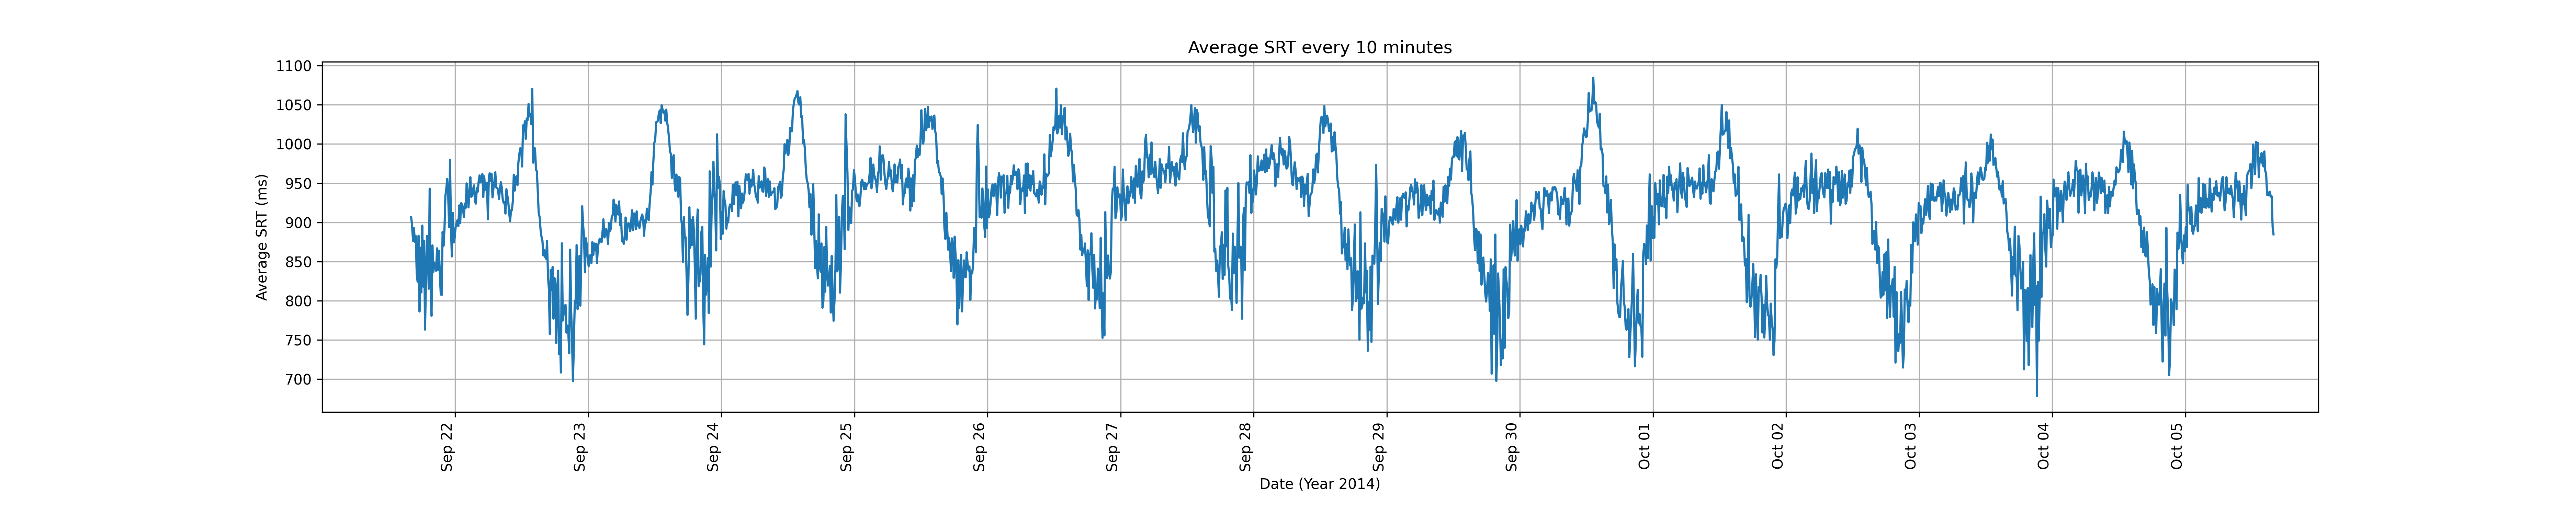 Average SRT every 10 minutes
1100
1050
1000
950
900
850
800
750
700
Average SRT (ms)
Sep 22
Sep 23
Sep 24
Sep 25
Sep 26
Sep 27
Sep 28
Sep 29
Sep 30
Oct 01
Oct 02
Oct 03
Oct 04
Oct 05
Date (Year 2014)